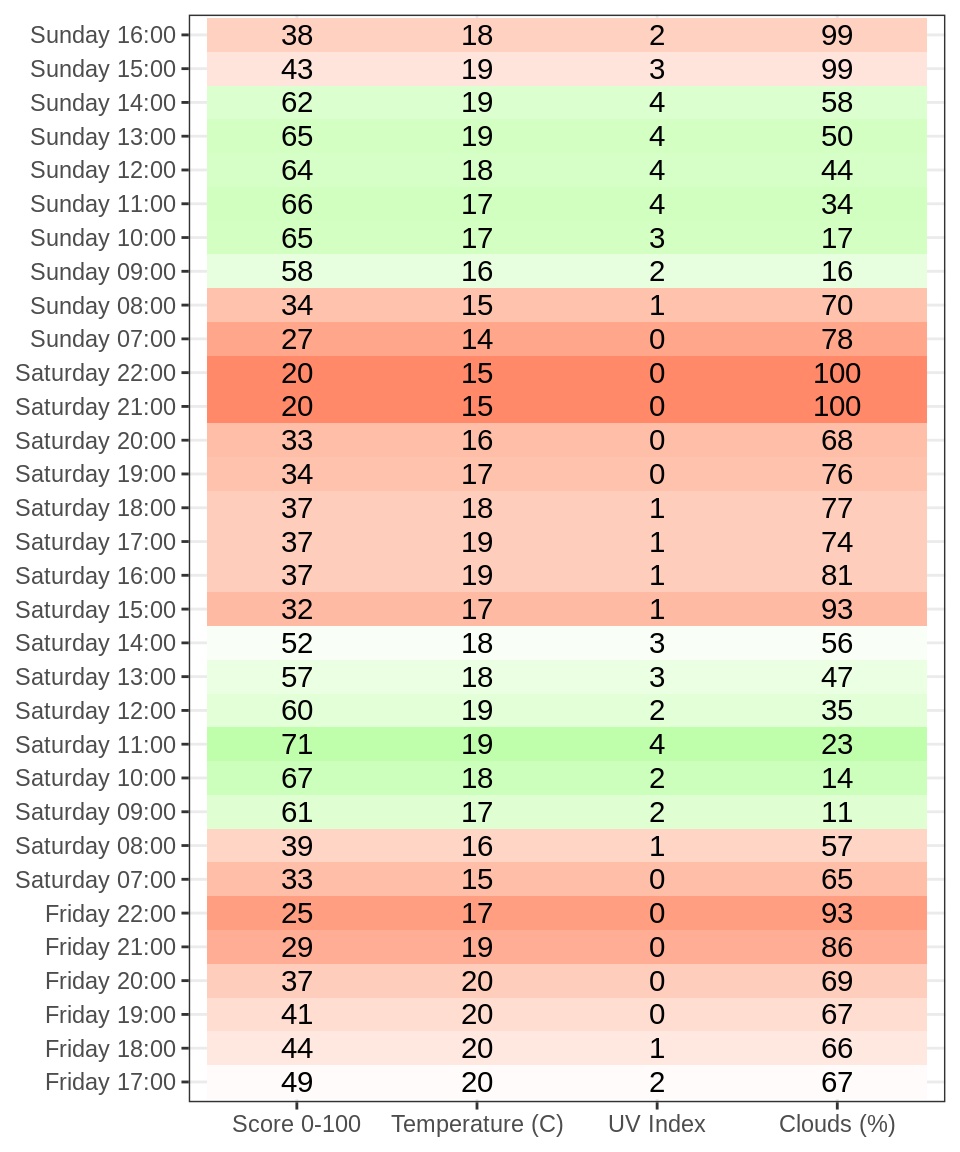 Sunday 16:00 38 18 2 99
Sunday 15:00 43 19 3 99
Sunday 14:00 62 19 4 58
Sunday 13:00 65 19 4 50
Sunday 12:00 64 18 4 44
Sunday 11:00 66 17 4 34
Sunday 10:00 65 17 3 17
Sunday 09:00 58 16 2 16
Sunday 08:00 34 15 1 70
Sunday 07:00 27 14 0 78
Saturday 22:00 20 15 0 100
Saturday 21:00 20 15 0 100
Saturday 20:00 33 16 0 68
Saturday 19:00 34 17 0 76
Saturday 18:00 37 18 1 77
Saturday 17:00 37 19 1 74
Saturday 16:00 37 19 1 81
Saturday 15:00 32 17 1 93
Saturday 14:00 52 18 3 56
Saturday 13:00 57 18 3 47
Saturday 12:00 60 19 2 35
Saturday 11:00 71 19 4 23
Saturday 10:00 67 18 2 14
Saturday 09:00 61 17 2 11
Saturday 08:00 39 16 1 57
Saturday 07:00 33 15 0 65
Friday 22:00 25 17 0 93
Friday 21:00 29 19 0 86
Friday 20:00 37 20 0 69
Friday 19:00 41 20 0 67
Friday 18:00 44 20 1 66
Friday 17:00 49 20 2 67
Score 0-100 Temperature (C) UV Index Clouds (%)